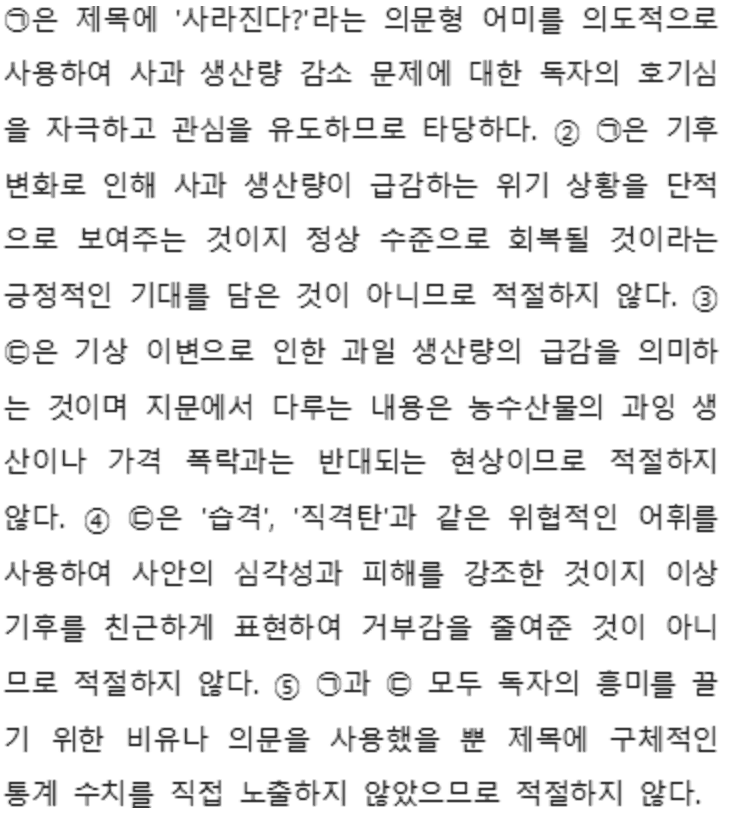 ㉠은 제목에 '사라진다?'라는 의문형 어미를 의도적으로
사용하여 사과 생산량 감소 문제에 대한 독자의 호기심
을 자극하고 관심을 유도하므로 타당하다. ② ㉠은 기후
변화로 인해 사과 생산량이 급감하는 위기 상황을 단적
으로 보여주는 것이지 정상 수준으로 회복될 것이라는
긍정적인 기대를 담은 것이 아니므로 적절하지 않다. ③
㉢은 기상 이변으로 인한 과일 생산량의 급감을 의미하
는 것이며 지문에서 다루는 내용은 농수산물의 과잉 생
산이나 가격 폭락과는 반대되는 현상이므로 적절하지
않다. ④ ㉢은 '습격', '직격탄'과 같은 위협적인 어휘를
사용하여 사안의 심각성과 피해를 강조한 것이지 이상
기후를 친근하게 표현하여 거부감을 줄여준 것이 아니
므로 적절하지 않다. ⑤ ㉠과 ㉢ 모두 독자의 흥미를 끌
기 위한 비유나 의문을 사용했을 뿐 제목에 구체적인
통계 수치를 직접 노출하지 않았으므로 적절하지 않다.